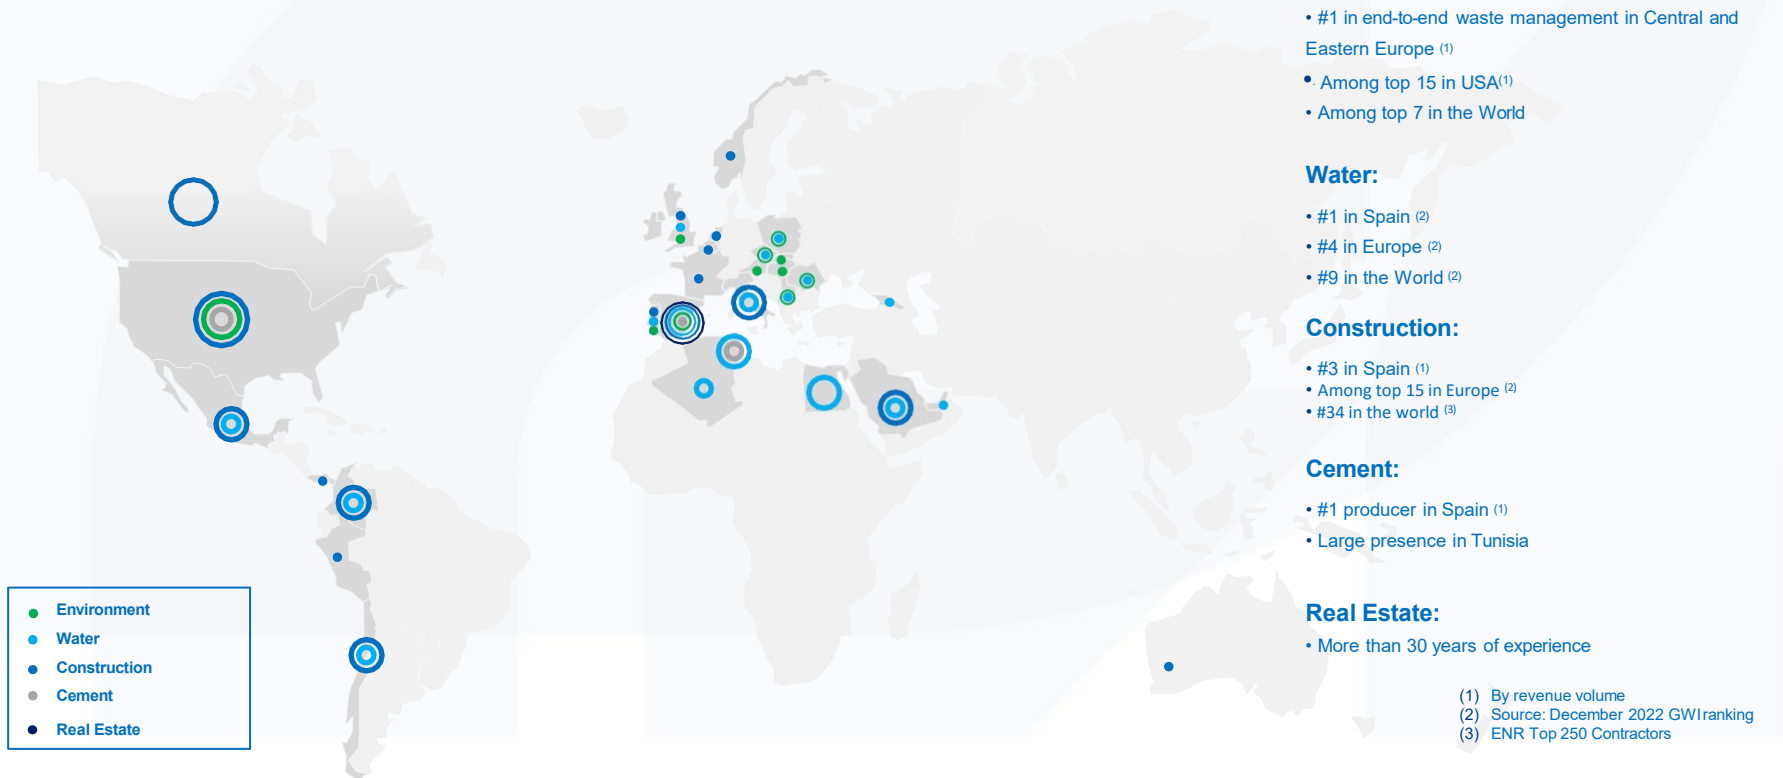 • #1 in end-to-end waste management in Central and
Eastern Europe (1)
• Among top 15 in USA(1)
• Among top 7 in the World
Water:
• #1 in Spain (2)
• #4 in Europe (2)
• #9 in the World (2)
Construction:
• #3 in Spain (1)
• Among top 15 in Europe (2)
• #34 in the world (3)
Cement:
• #1 producer in Spain (1)
• Large presence in Tunisia
Real Estate:
• More than 30 years of experience
Environment
Water
Construction
Cement
Real Estate
(1) By revenue volume
(2) Source: December 2022 GWI ranking
(3) ENR Top 250 Contractors